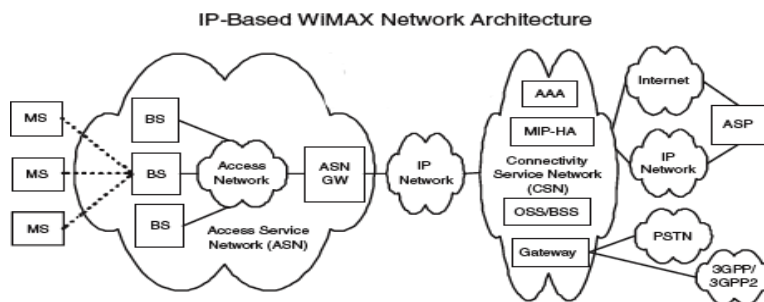 IP-Based WiMAX Network Architecture
MS
MS
MS
BS
BS
BS
Access
Network
ASN
GW
Access Service
Network (ASN)
IP
Network
AAA
MIP-HA
Connectivity
Service Network
(CSN)
OSS/BSS
Gateway
Internet
IP
Network
ASP
PSTN
3GPP/
3GPP2